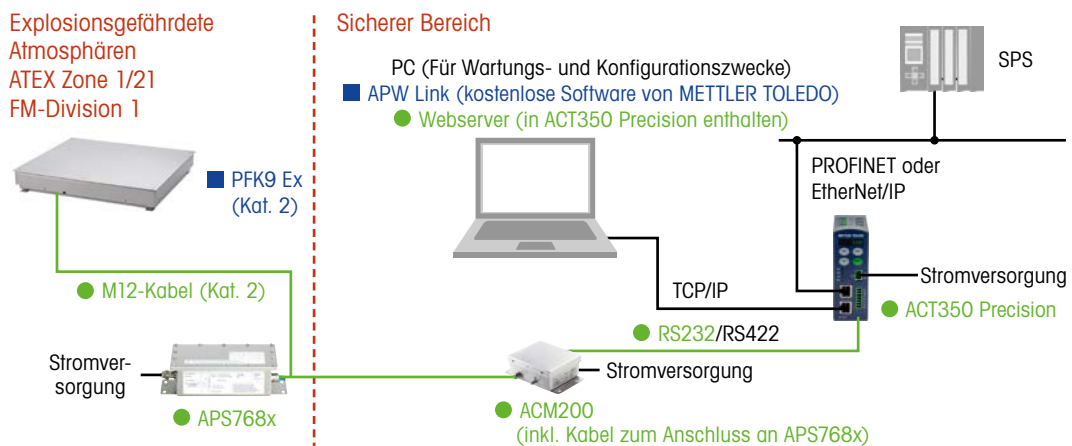 Explosionsgefährdete
Atmosphären
ATEX Zone 1/21
FM-Division 1
Sicherer Bereich
PC (Für Wartungs- und Konfigurationszwecke)
APW Link (kostenlose Software von METTLER TOLEDO)
Webserver (in ACT350 Precision enthalten)
SPS
PFK9 Ex
(Kat. 2)
PROFINET oder
EtherNet/IP
M12-Kabel (Kat. 2)
TCP/IP
Stromversorgung
ACT350 Precision
RS232/RS422
Stromver-
sorgung
APS768x
Stromversorgung
ACM200
(inkl. Kabel zum Anschluss an APS768x)